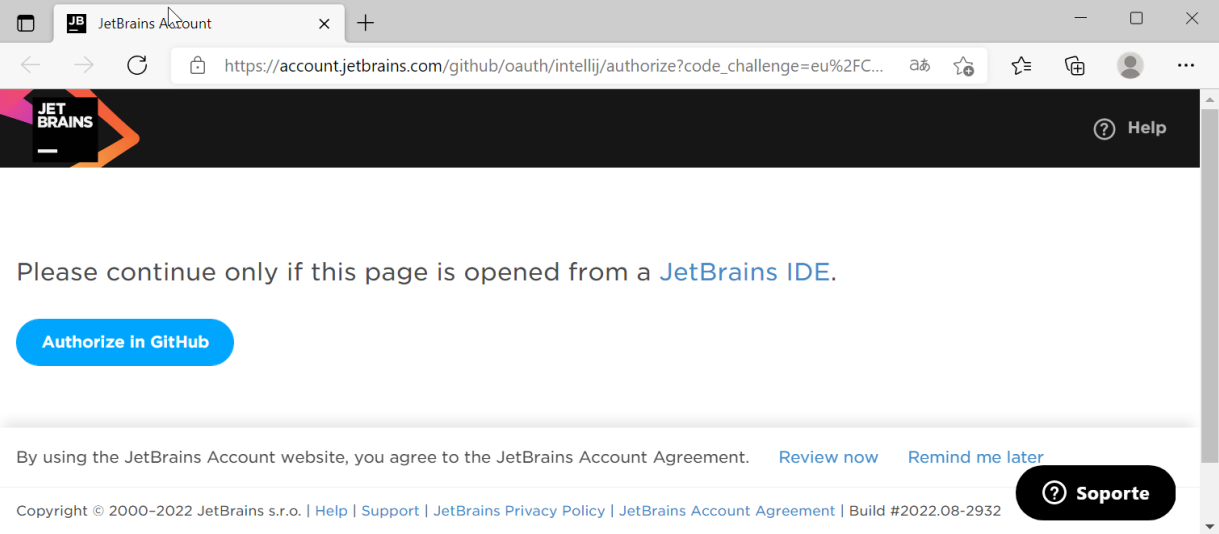 JB JetBrains Account
https://account.jetbrains.com/github/oauth/intellij/authorize?code_challenge=eu%2FC... aあ
JET
BRAINS
Help
Please continue only if this page is opened from a JetBrains IDE.
Authorize in GitHub
By using the JetBrains Account website, you agree to the JetBrains Account Agreement. Review now Remind me later
Soporte
Copyright © 2000–2022 JetBrains s.r.o. | Help | Support | JetBrains Privacy Policy | JetBrains Account Agreement | Build #2022.08-2932